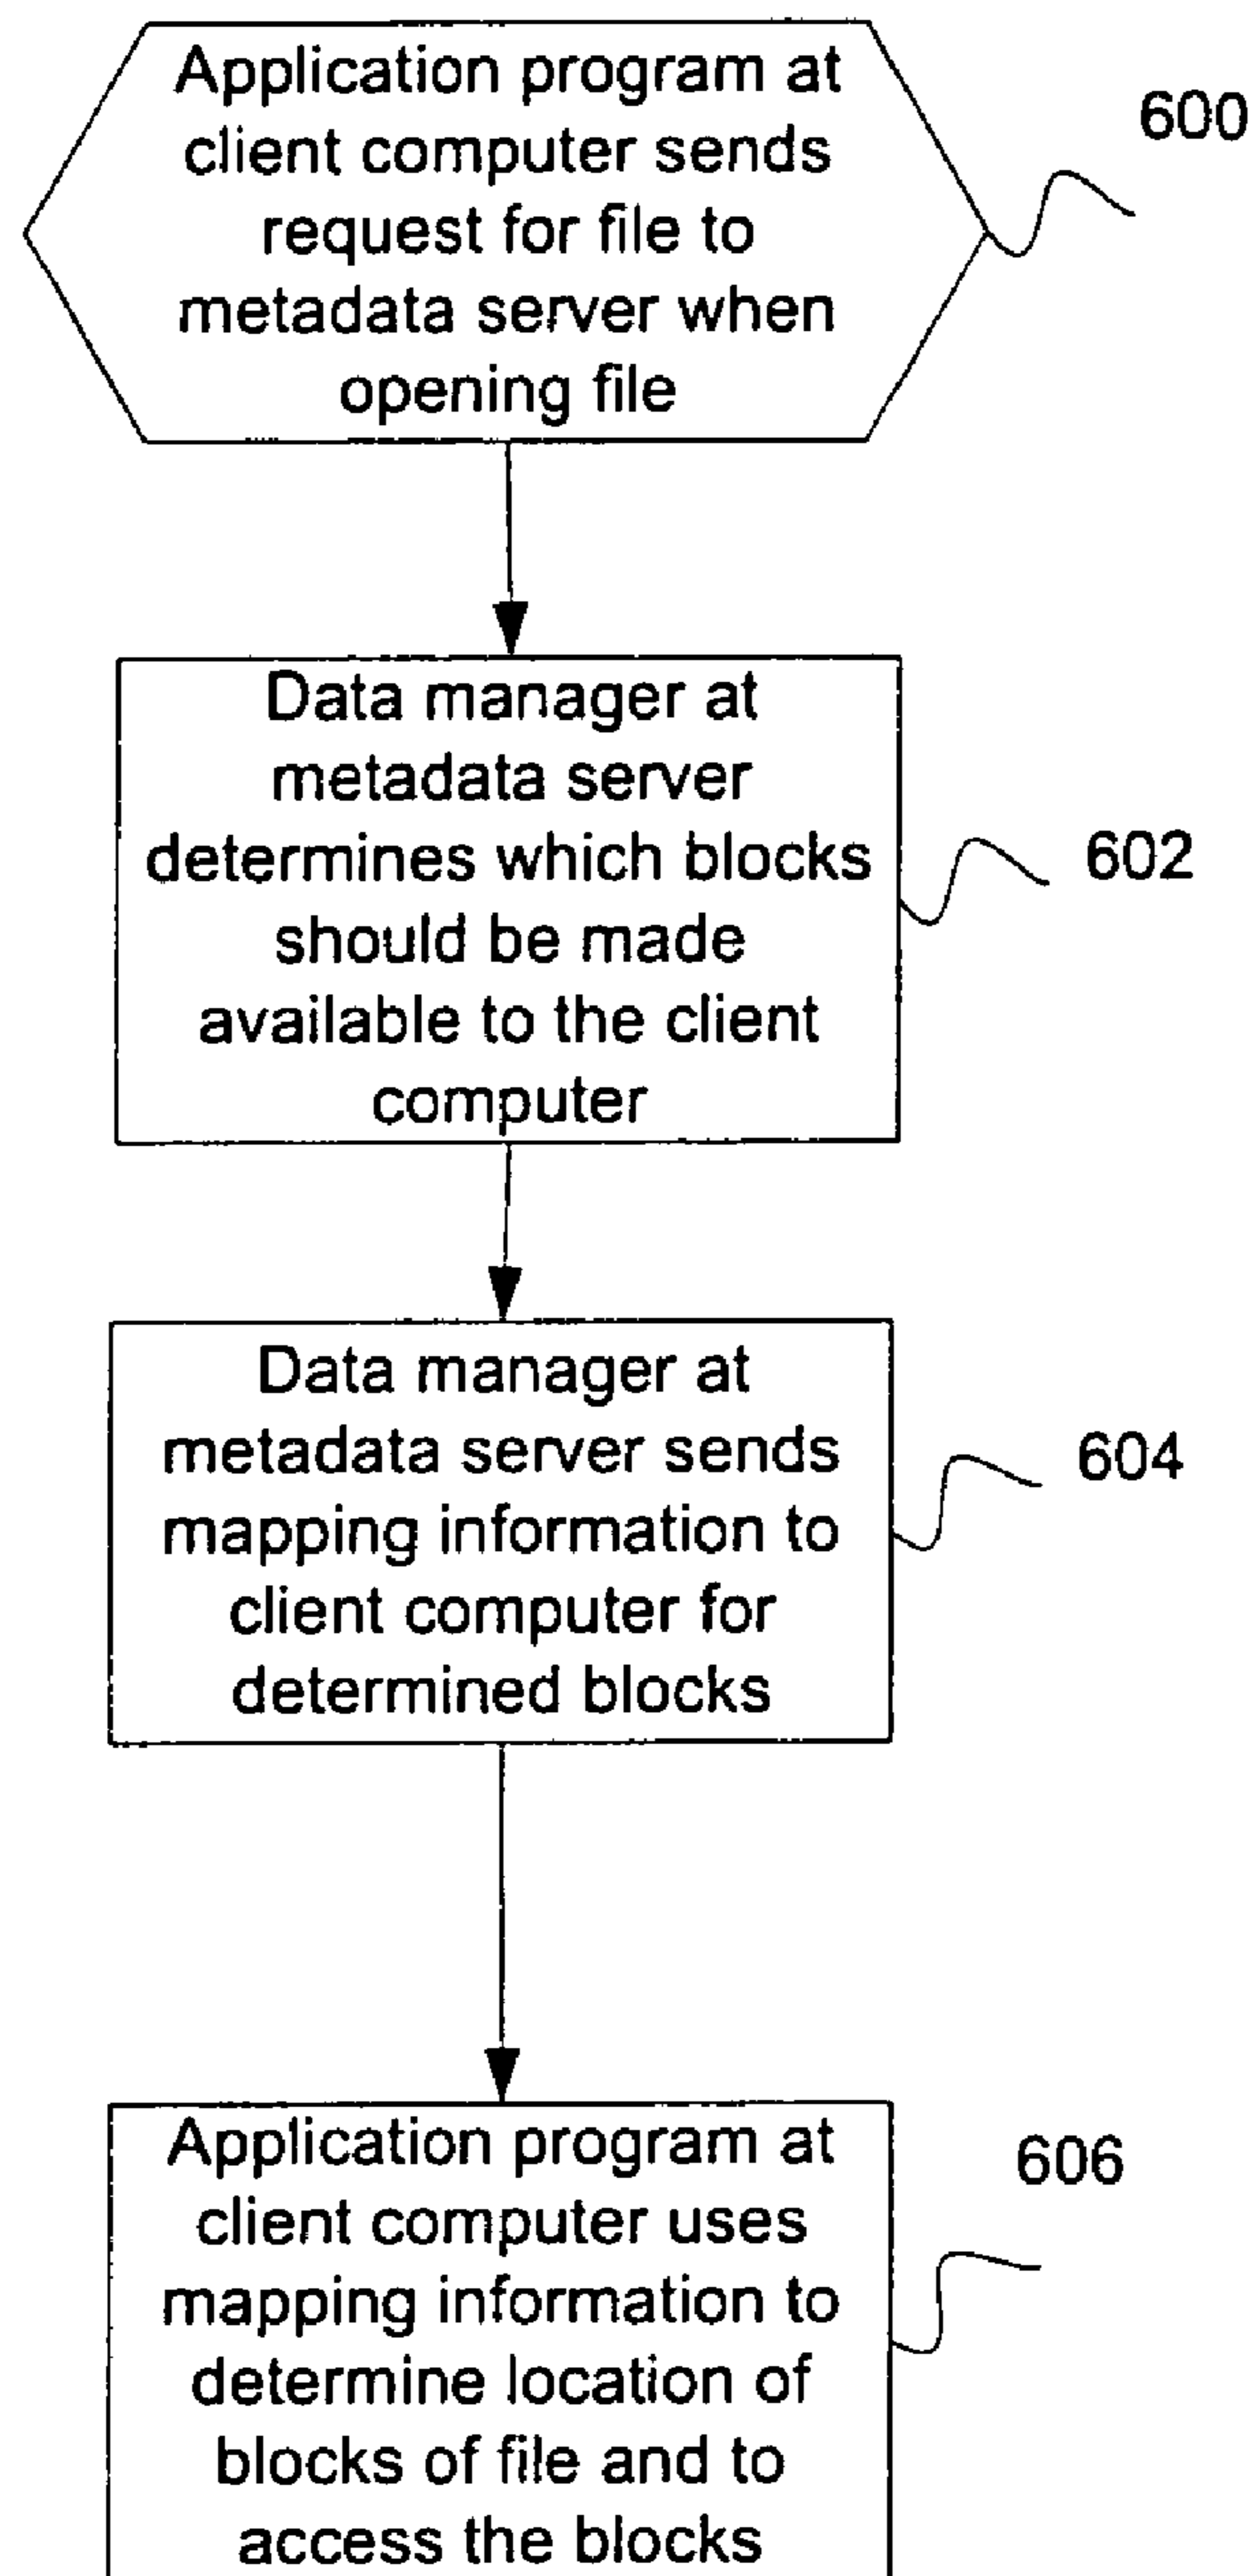 Application program at
client computer sends
request for file to
metadata server when
opening file
600
Data manager at
metadata server
determines which blocks
should be made
available to the client
computer
602
Data manager at
metadata server sends
mapping information to
client computer for
determined blocks
604
Application program at
client computer uses
mapping information to
determine location of
blocks of file and to
access the blocks
606